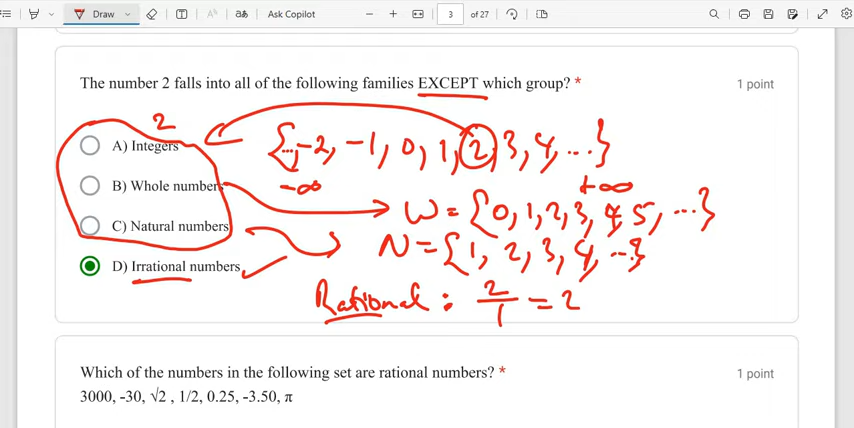 Draw
aあ
Ask Copilot
3 of 27
The number 2 falls into all of the following families EXCEPT which group? *
1 point
2
A) Integers
{..., -2, -1, 0, 1, 2, 3, 4, ...}
-∞ +∞
B) Whole numbers
W = {0, 1, 2, 3, 4, 5, ...}
C) Natural numbers
N = {1, 2, 3, 4, ...}
D) Irrational numbers
Rational: 2/1 = 2
Which of the numbers in the following set are rational numbers? *
1 point
3000, -30, √2 , 1/2, 0.25, -3.50, π